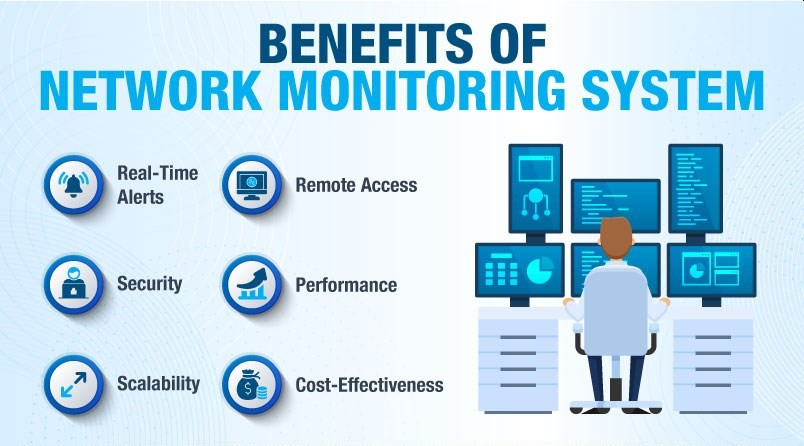 BENEFITS OF
NETWORK MONITORING SYSTEM
Real-Time
Alerts
Remote Access
Security
Performance
Scalability
Cost-Effectiveness
$